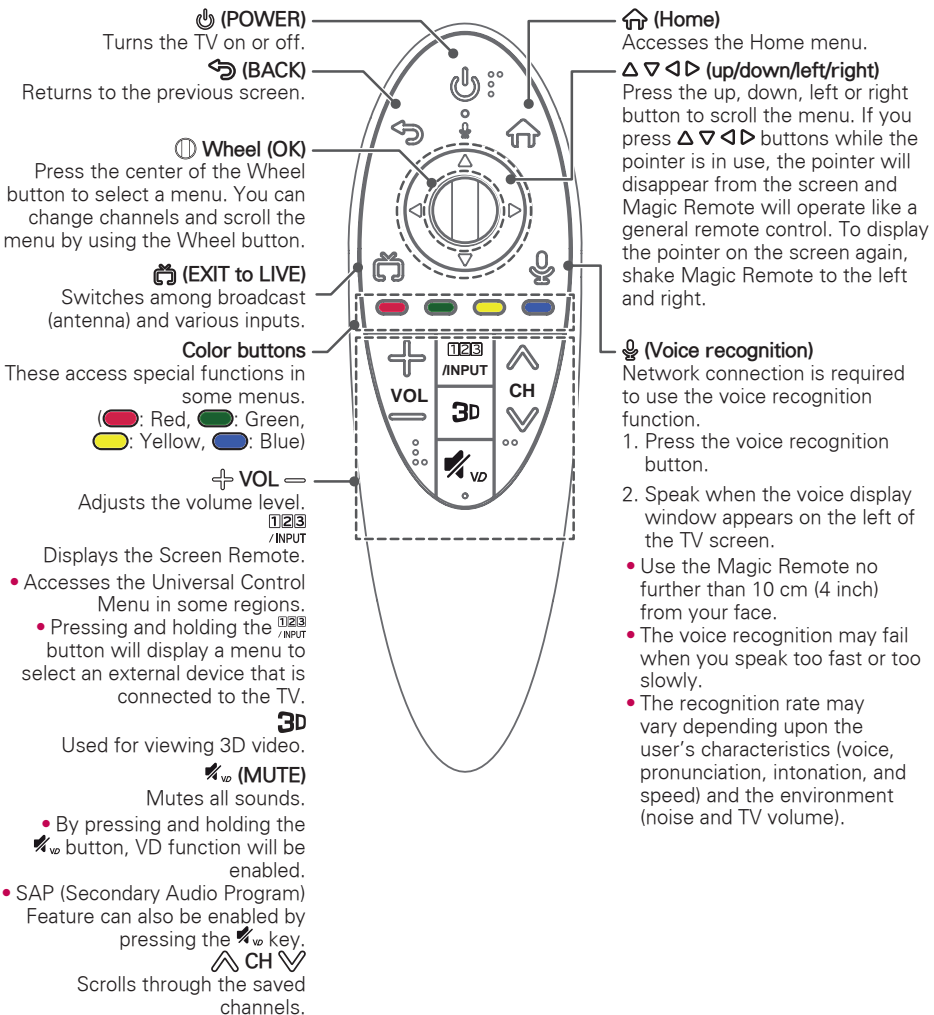 (POWER)
Turns the TV on or off.
(BACK)
Returns to the previous screen.
Wheel (OK)
Press the center of the Wheel
button to select a menu. You can
change channels and scroll the
menu by using the Wheel button.
(EXIT to LIVE)
Switches among broadcast
(antenna) and various inputs.
Color buttons
These access special functions in
some menus.
( : Red, : Green,
: Yellow, : Blue)
VOL
Adjusts the volume level.
123
/INPUT
Displays the Screen Remote.
• Accesses the Universal Control
Menu in some regions.
• Pressing and holding the 123/INPUT
button will display a menu to
select an external device that is
connected to the TV.
3D
Used for viewing 3D video.
VD (MUTE)
Mutes all sounds.
• By pressing and holding the
VD button, VD function will be
enabled.
• SAP (Secondary Audio Program)
Feature can also be enabled by
pressing the VD key.
CH
Scrolls through the saved
channels.
123
/INPUT
VOL
CH
3D
VD
(Home)
Accesses the Home menu.
△ ▽ ◁ ▷ (up/down/left/right)
Press the up, down, left or right
button to scroll the menu. If you
press △ ▽ ◁ ▷ buttons while the
pointer is in use, the pointer will
disappear from the screen and
Magic Remote will operate like a
general remote control. To display
the pointer on the screen again,
shake Magic Remote to the left
and right.
(Voice recognition)
Network connection is required
to use the voice recognition
function.
1. Press the voice recognition
button.
2. Speak when the voice display
window appears on the left of
the TV screen.
• Use the Magic Remote no
further than 10 cm (4 inch)
from your face.
• The voice recognition may fail
when you speak too fast or too
slowly.
• The recognition rate may
vary depending upon the
user's characteristics (voice,
pronunciation, intonation, and
speed) and the environment
(noise and TV volume).